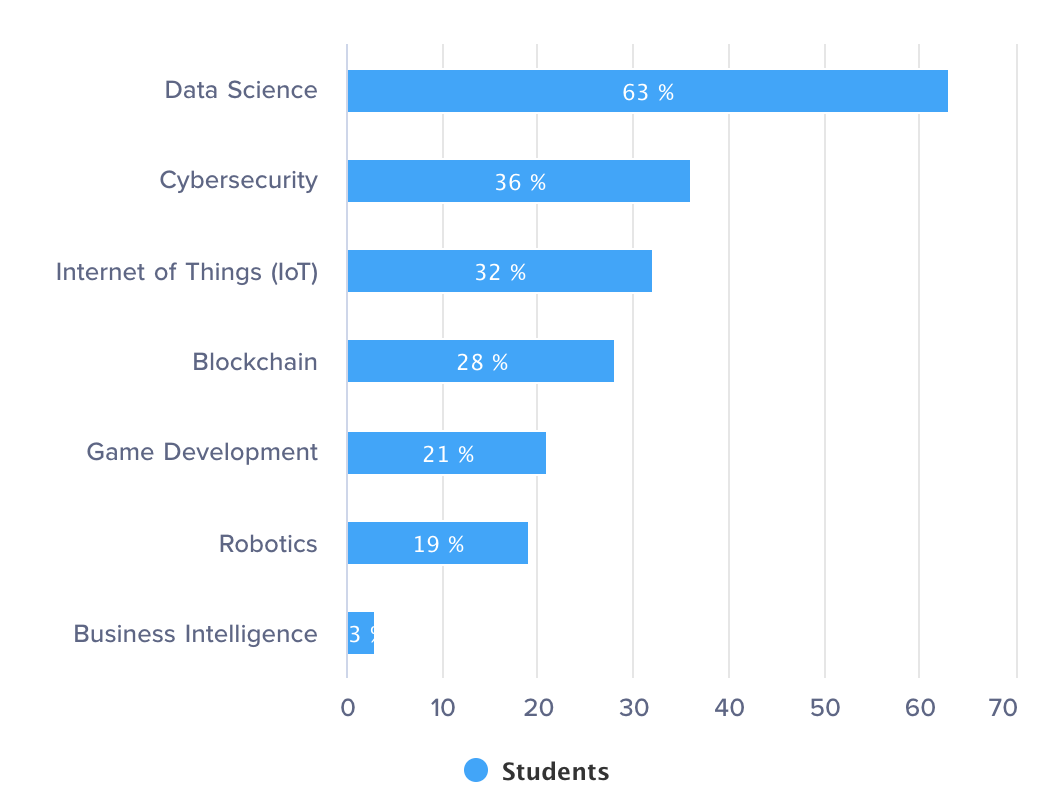 Data Science 63 %
Cybersecurity 36 %
Internet of Things (IoT) 32 %
Blockchain 28 %
Game Development 21 %
Robotics 19 %
Business Intelligence 3 %
0 10 20 30 40 50 60 70
Students